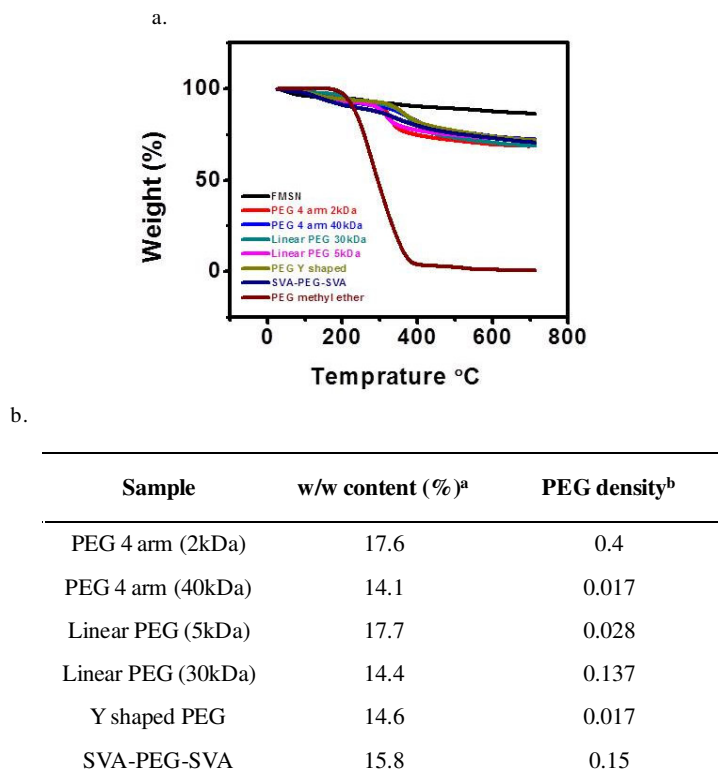 a.
100
50
0
Weight (%)
FMSN
PEG 4 arm 2kDa
PEG 4 arm 40kDa
Linear PEG 30kDa
Linear PEG 5kDa
PEG Y shaped
SVA-PEG-SVA
PEG methyl ether
0 200 400 600 800
Temprature °C
b.
Sample w/w content (%)ᵃ PEG densityᵇ
PEG 4 arm (2kDa) 17.6 0.4
PEG 4 arm (40kDa) 14.1 0.017
Linear PEG (5kDa) 17.7 0.028
Linear PEG (30kDa) 14.4 0.137
Y shaped PEG 14.6 0.017
SVA-PEG-SVA 15.8 0.15